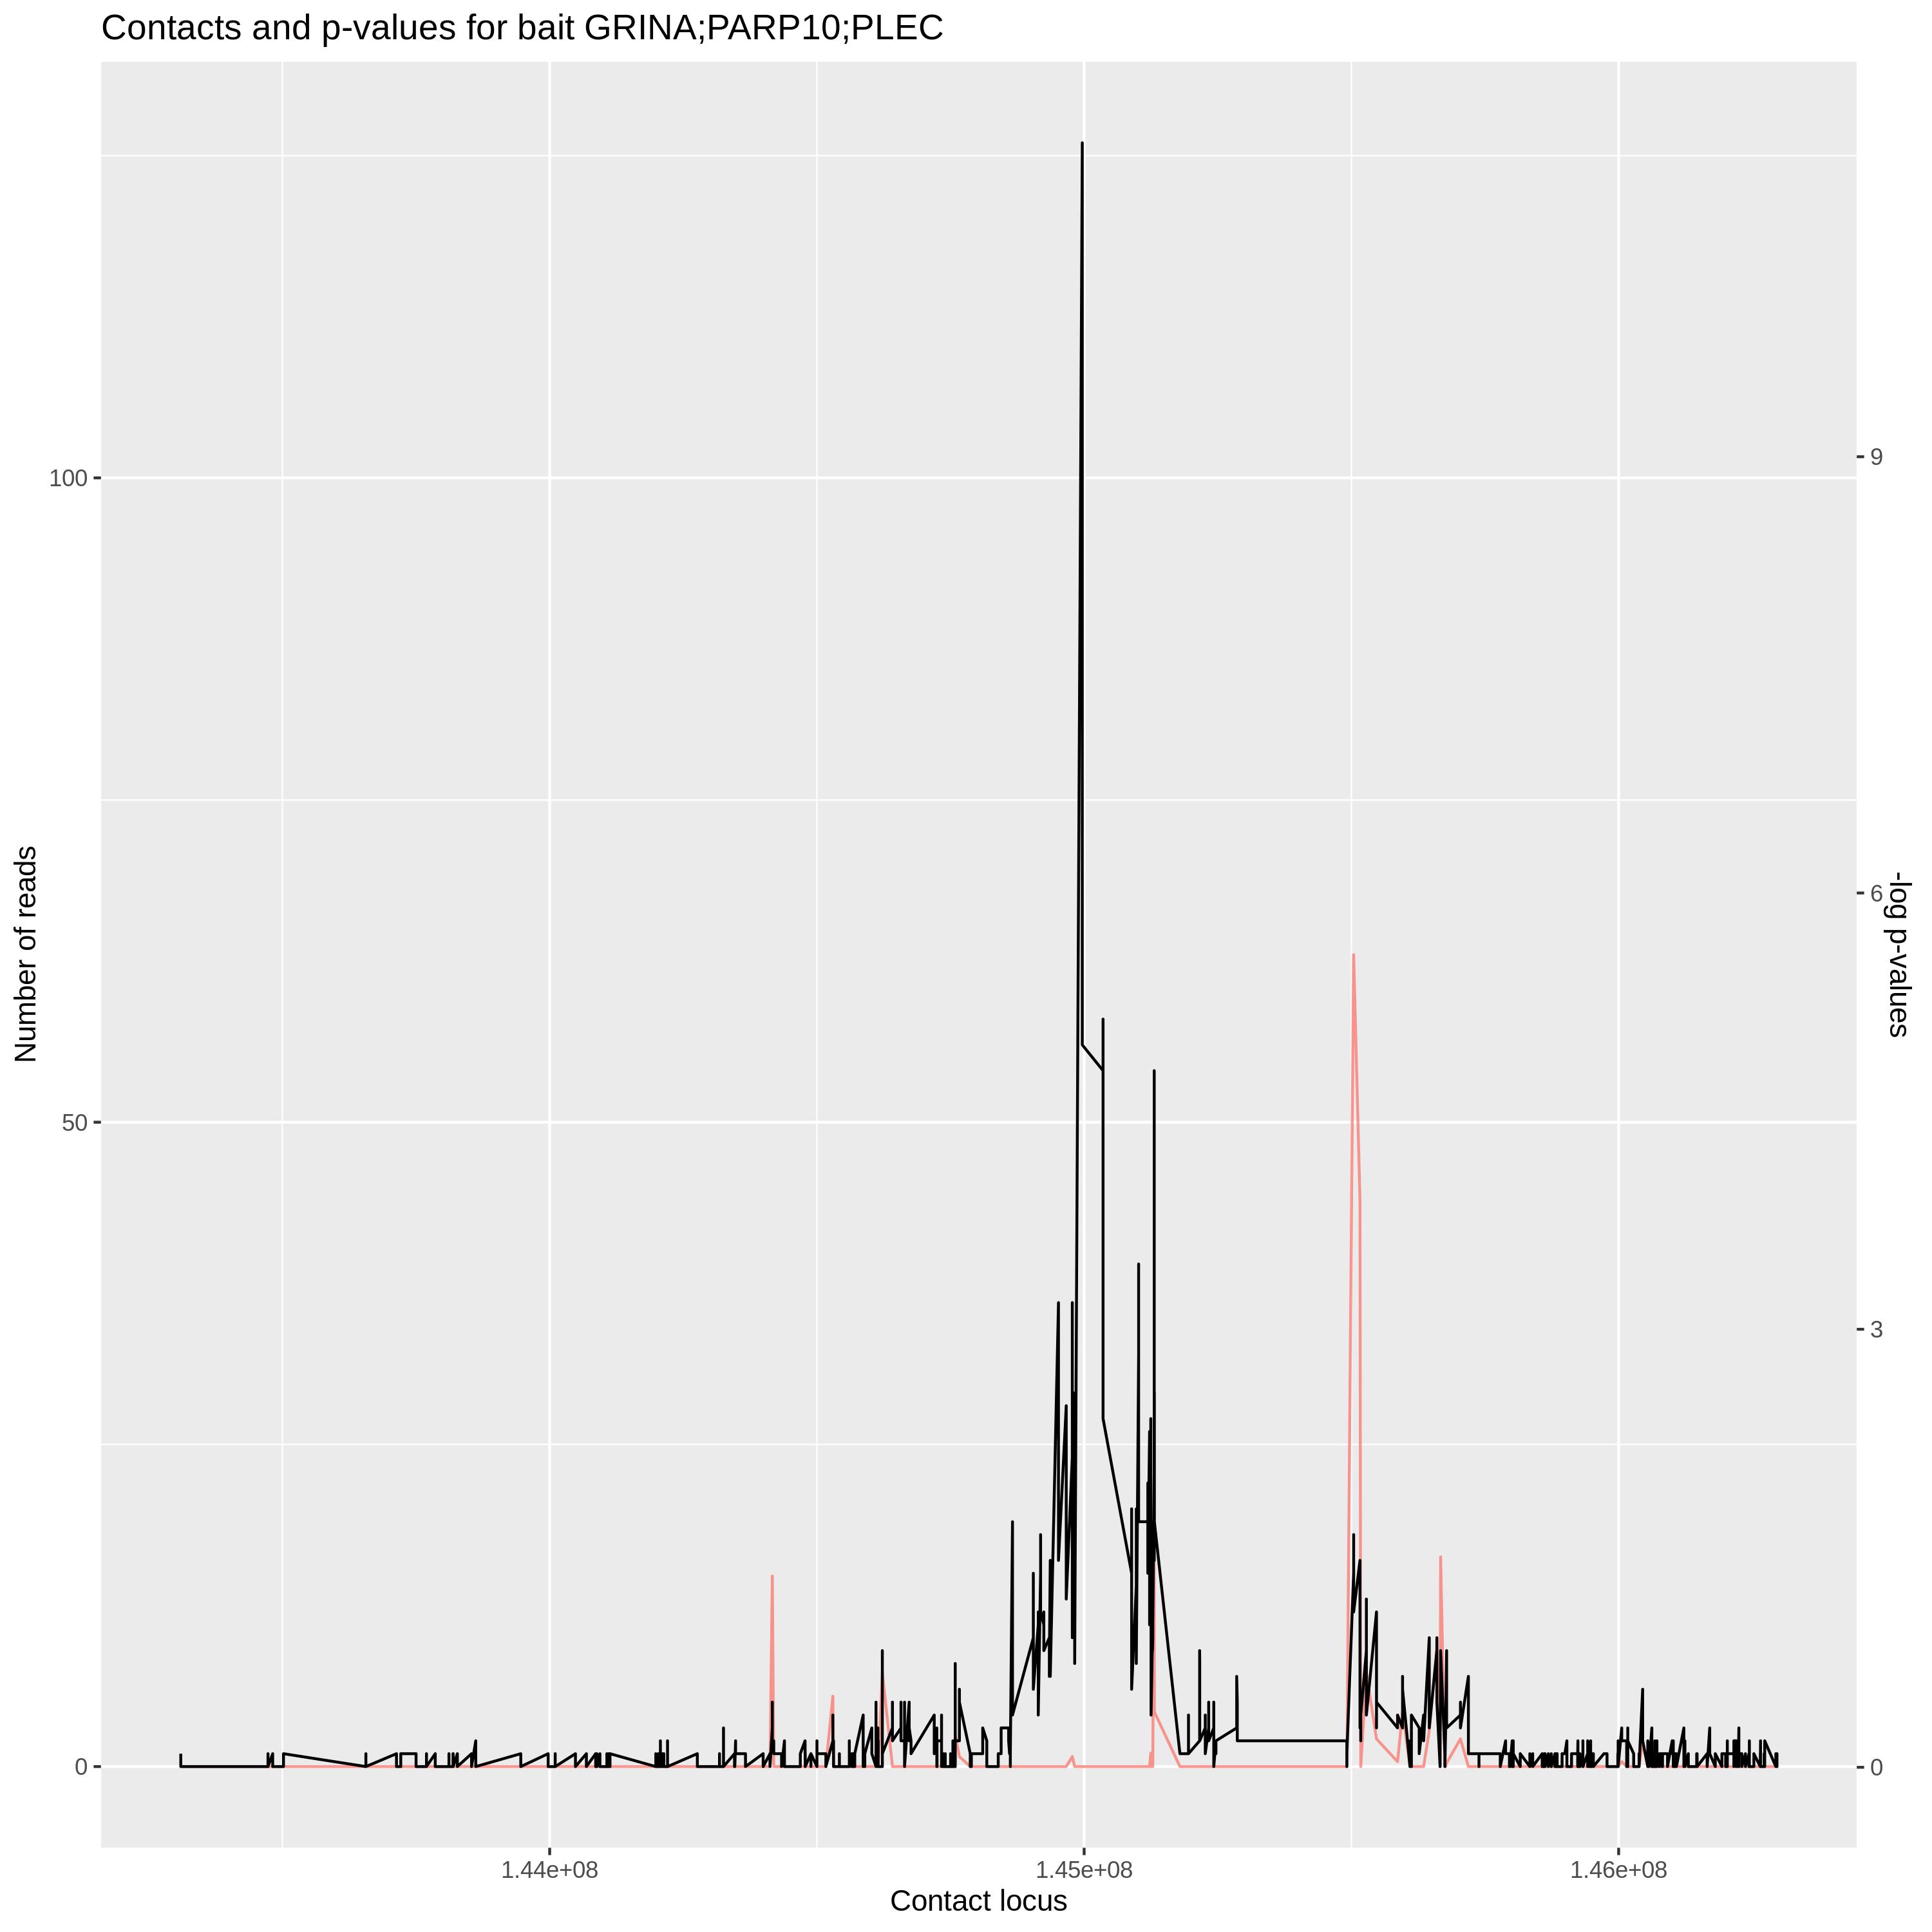 Contacts and p-values for bait GRINA;PARP10;PLEC
Number of reads
100
50
0
9
6
3
0
-log p-values
1.44e+08
1.45e+08
1.46e+08
Contact locus